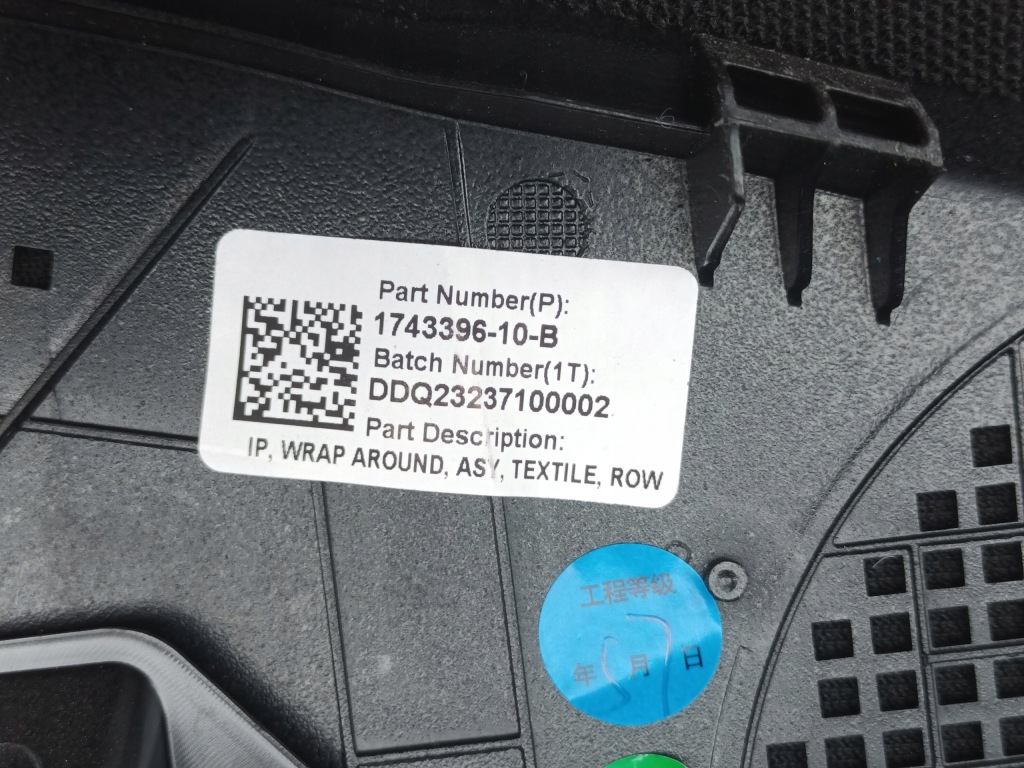 Part Number(P):
1743396-10-B
Batch Number(1T):
DDQ23237100002
Part Description:
IP, WRAP AROUND, ASY, TEXTILE, ROW
工程等级
年 月 日